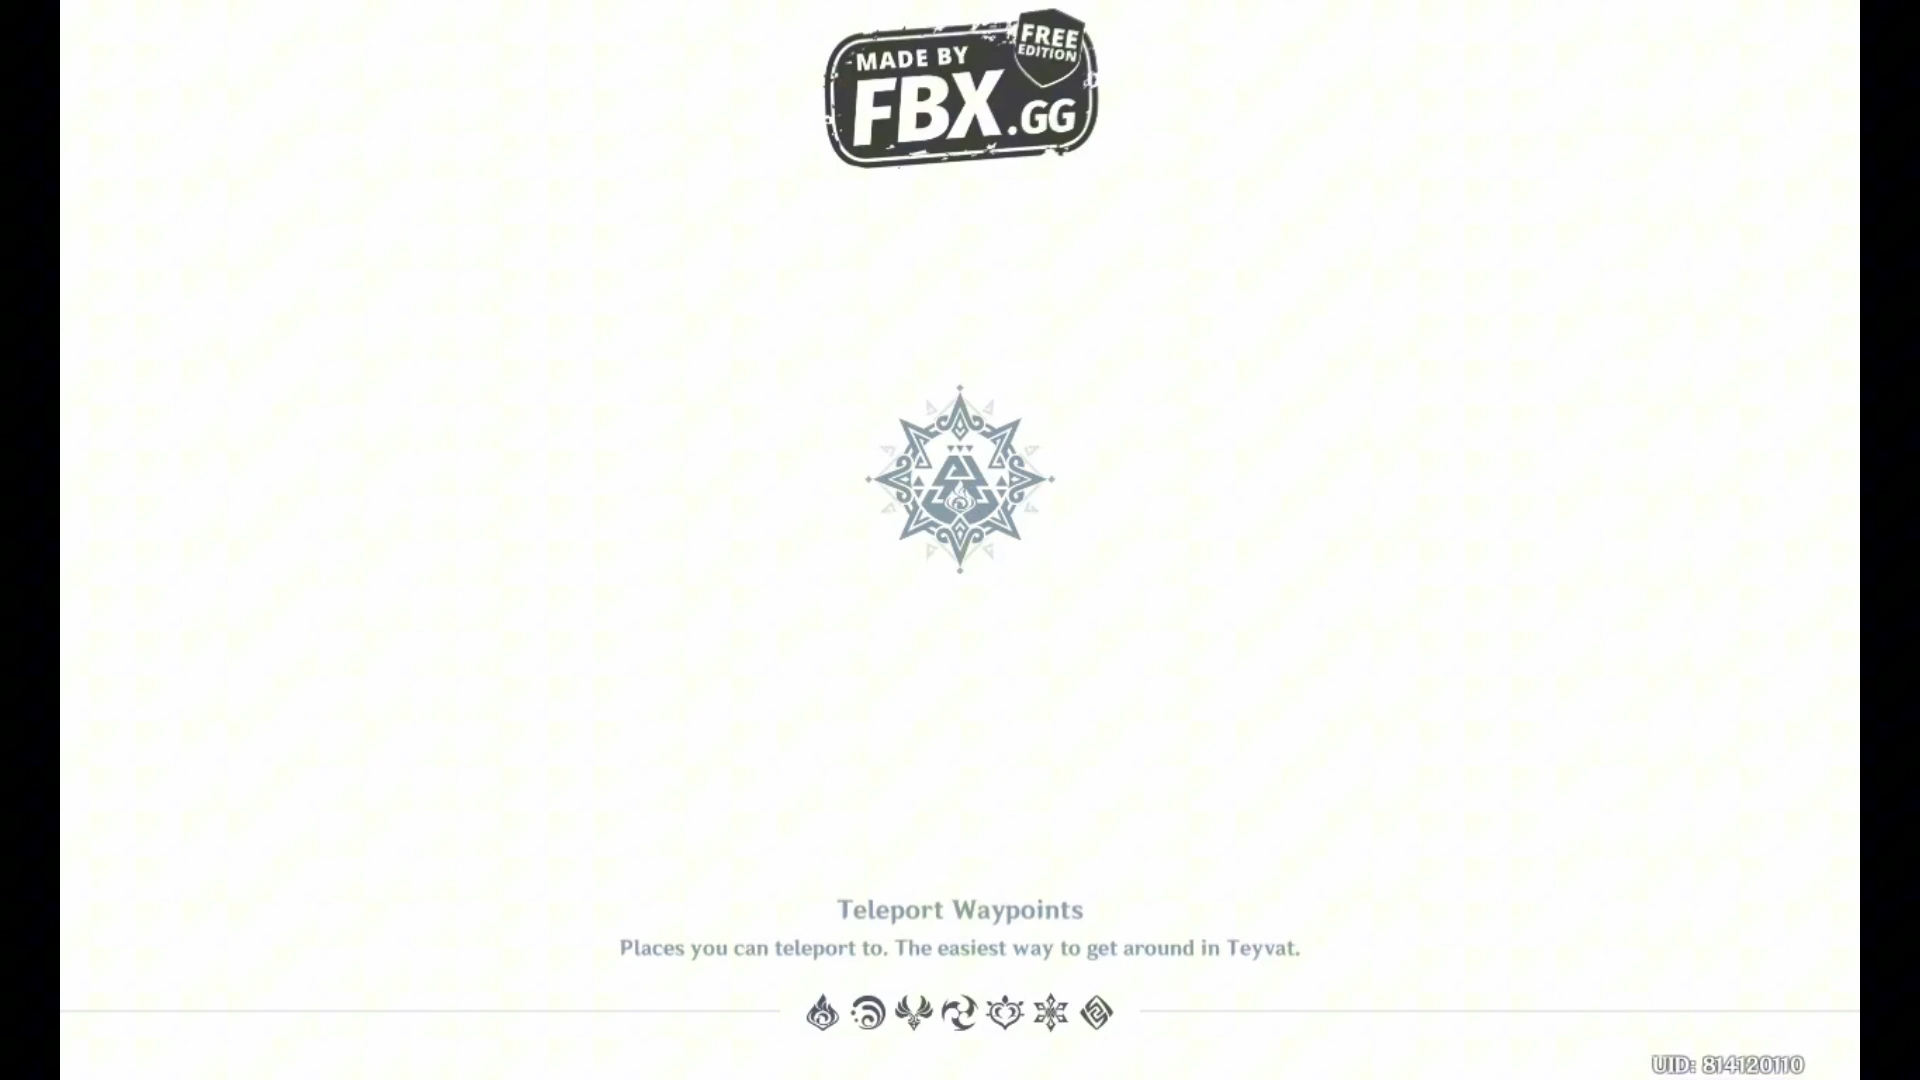 MADE BY
FREE
EDITION
FBX.GG
Teleport Waypoints
Places you can teleport to. The easiest way to get around in Teyvat.
UID: 814120110